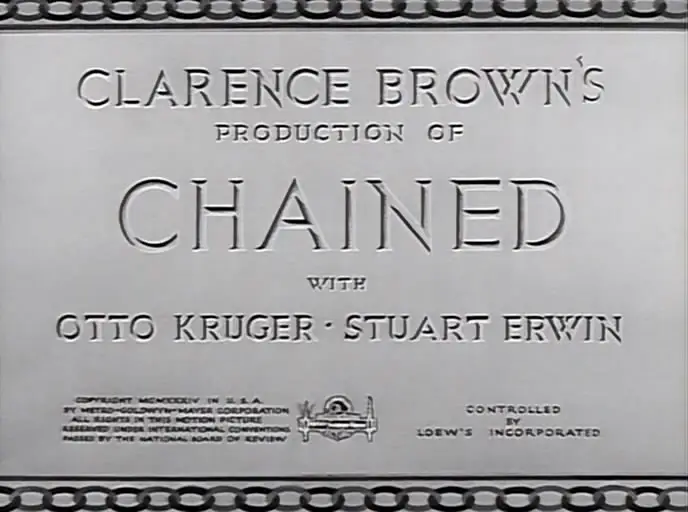 CLARENCE BROWN'S
PRODUCTION OF
CHAINED
WITH
OTTO KRUGER · STUART ERWIN
COPYRIGHT MCMXXXIV IN U.S.A.
BY METRO-GOLDWYN-MAYER CORPORATION
ALL RIGHTS IN THIS MOTION PICTURE
RESERVED UNDER INTERNATIONAL CONVENTIONS
PASSED BY THE NATIONAL BOARD OF REVIEW
CONTROLLED
BY
LOEW'S INCORPORATED